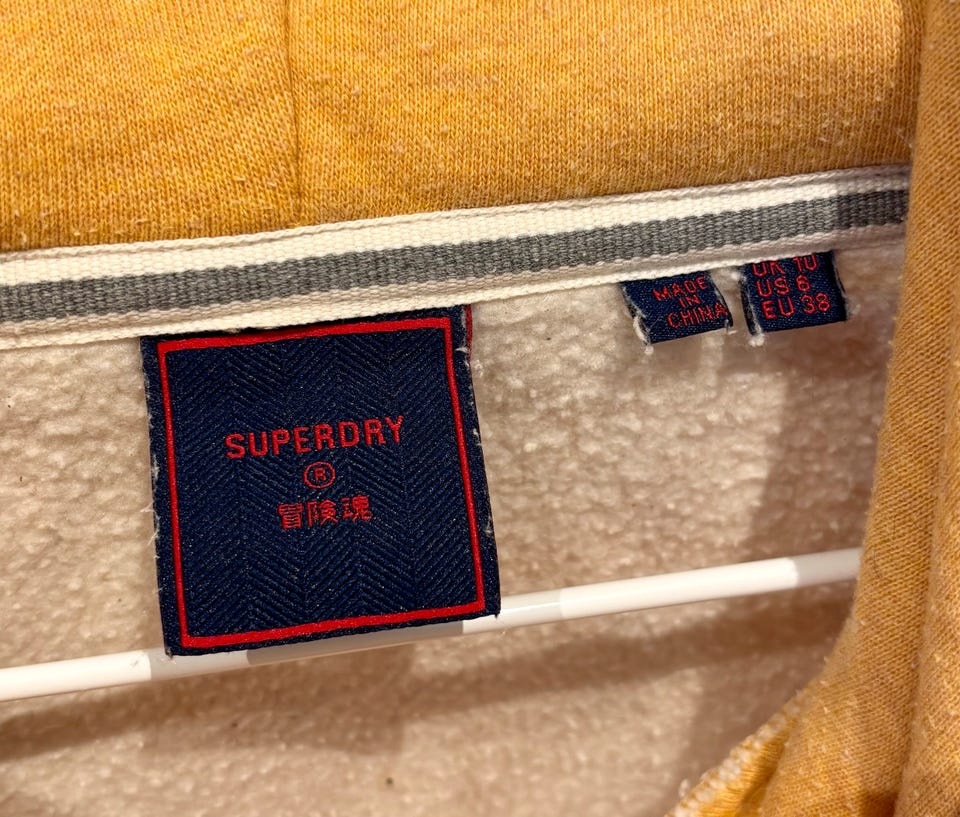 SUPERDRY
®
冒険魂
MADE
IN
CHINA
UK 10
US 6
EU 38